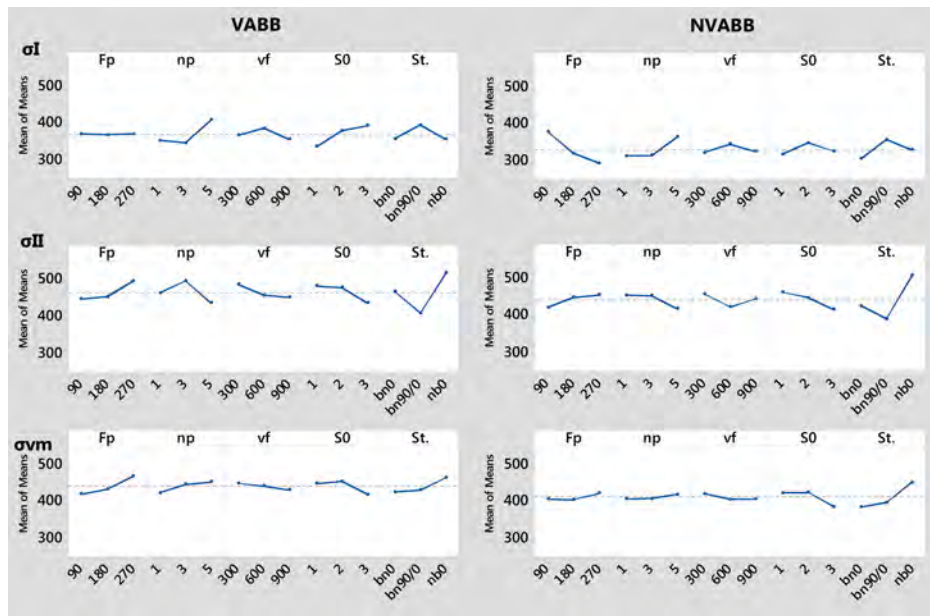 VABB NVABB
σI
Fp np vf S0 St. Fp np vf S0 St.
Mean of Means 500 400 300 Mean of Means 500 400 300
90 180 270 1 3 5 300 600 900 1 2 3 bn0 bn90/0 nb0 90 180 270 1 3 5 300 600 900 1 2 3 bn0 bn90/0 nb0
σII
Fp np vf S0 St. Fp np vf S0 St.
Mean of Means 500 400 300 Mean of Means 500 400 300
90 180 270 1 3 5 300 600 900 1 2 3 bn0 bn90/0 nb0 90 180 270 1 3 5 300 600 900 1 2 3 bn0 bn90/0 nb0
σvm
Fp np vf S0 St. Fp np vf S0 St.
Mean of Means 500 400 300 Mean of Means 500 400 300
90 180 270 1 3 5 300 600 900 1 2 3 bn0 bn90/0 nb0 90 180 270 1 3 5 300 600 900 1 2 3 bn0 bn90/0 nb0